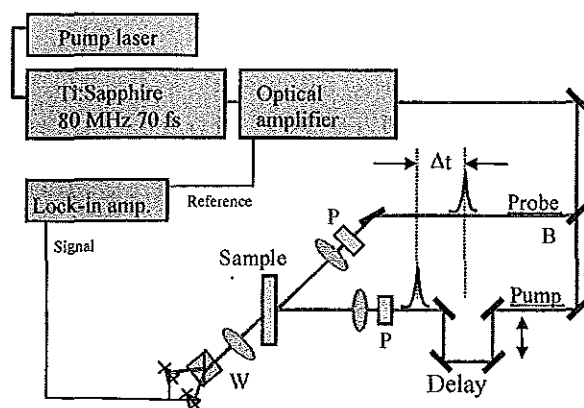 Pump laser
Ti:Sapphire
80 MHz 70 fs
Optical
amplifier
Lock-in amp.
Reference
Signal
Δt
Probe
B
P
Sample
Pump
P
Delay
W